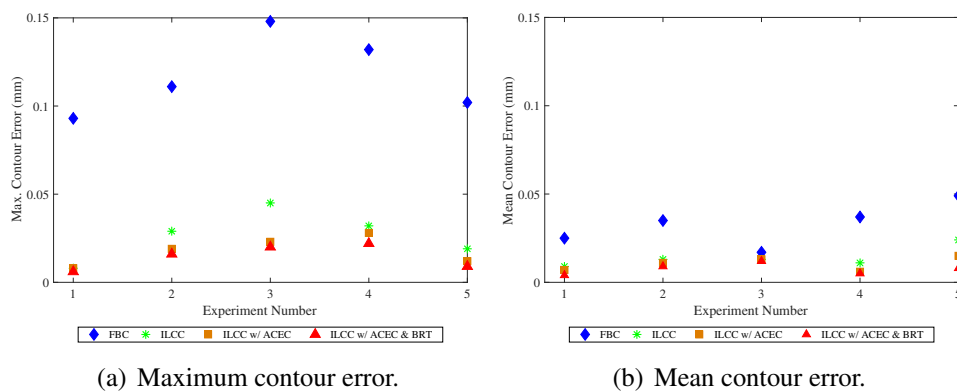 0.15
0.1
0.05
0
Max. Contour Error (mm)
1 2 3 4 5
Experiment Number
FBC ILCC ILCC w/ ACEC ILCC w/ ACEC & BRT
(a) Maximum contour error.
0.15
0.1
0.05
0
Mean Contour Error (mm)
1 2 3 4 5
Experiment Number
FBC ILCC ILCC w/ ACEC ILCC w/ ACEC & BRT
(b) Mean contour error.